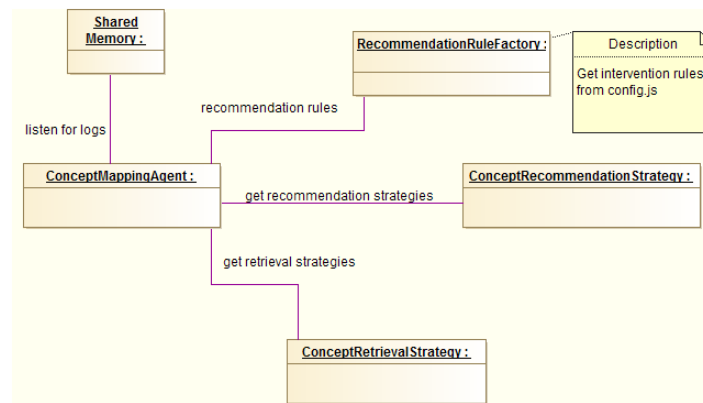 Shared
Memory :
RecommendationRuleFactory :
Description
Get intervention rules
from config.js
recommendation rules
listen for logs
ConceptMappingAgent :
ConceptRecommendationStrategy :
get recommendation strategies
get retrieval strategies
ConceptRetrievalStrategy :